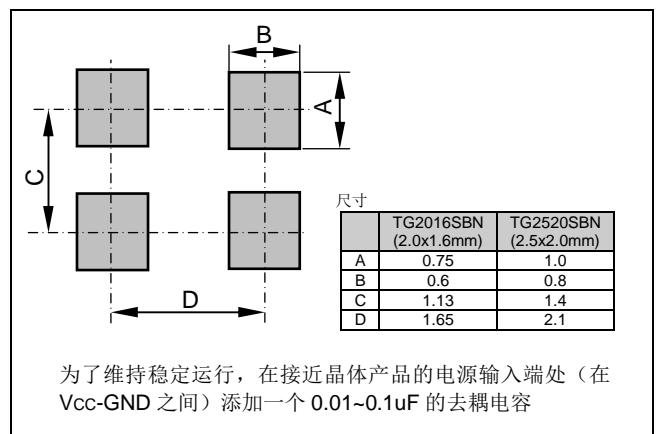 B
A
C
D
尺寸
TG2016SBN TG2520SBN
(2.0x1.6mm) (2.5x2.0mm)
A 0.75 1.0
B 0.6 0.8
C 1.13 1.4
D 1.65 2.1
为了维持稳定运行，在接近晶体产品的电源输入端处（在
Vcc-GND 之间）添加一个 0.01~0.1uF 的去耦电容